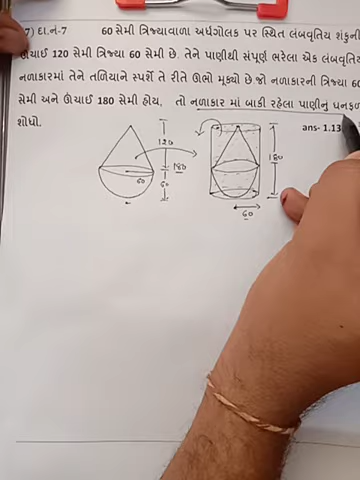 7) દા.નં-7 60 સેમી ત્રિજ્યાવાળા અર્ધગોલક પર સ્થિત લંબવૃત્તિય શંકુની
ઊંચાઈ 120 સેમી ત્રિજ્યા 60 સેમી છે. તેને પાણીથી સંપૂર્ણ ભરેલા એક લંબવૃત્તિય
નળાકારમાં તેને તળિયાને સ્પર્શે તે રીતે ઊભો મૂક્યો છે જો નળાકારની ત્રિજ્યા 60
સેમી અને ઊંચાઈ 180 સેમી હોય, તો નળાકાર માં બાકી રહેલા પાણીનું ઘનફળ
શોધો. ans- 1.13
120
180
60
60
180
60